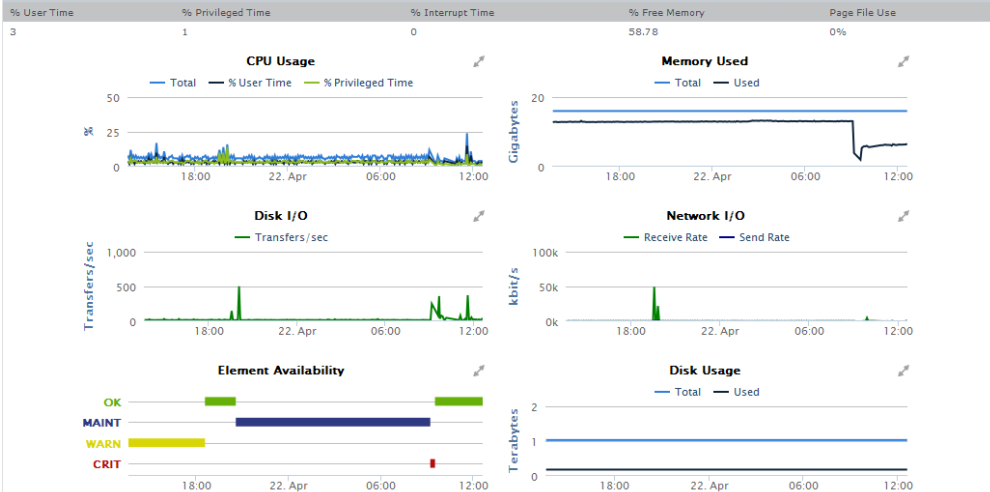 % User Time % Privileged Time % Interrupt Time % Free Memory Page File Use
3 1 0 58.78 0%
CPU Usage
Total % User Time % Privileged Time
50
25
0
%
18:00 22. Apr 06:00 12:00
Memory Used
Total Used
20
0
Gigabytes
18:00 22. Apr 06:00 12:00
Disk I/O
Transfers/sec
1,000
500
0
Transfers/sec
18:00 22. Apr 06:00 12:00
Network I/O
Receive Rate Send Rate
100k
50k
0k
kbit/s
18:00 22. Apr 06:00 12:00
Element Availability
OK
MAINT
WARN
CRIT
18:00 22. Apr 06:00 12:00
Disk Usage
Total Used
2
1
0
Terabytes
18:00 22. Apr 06:00 12:00